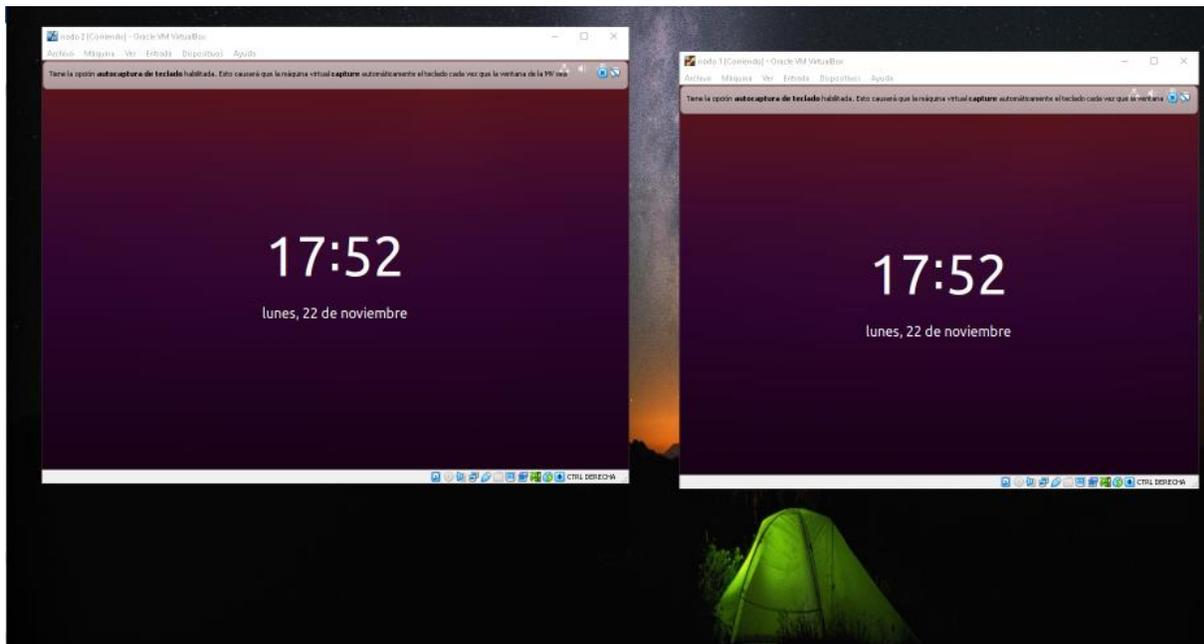 nodo 2 [Corriendo] - Oracle VM VirtualBox
Archivo Máquina Ver Entrada Dispositivos Ayuda
Tiene la opción autocaptura de teclado habilitada. Esto causará que la máquina virtual capture automáticamente el teclado cada vez que la ventana de la MV sea
17:52
lunes, 22 de noviembre
CTRL DERECHA
nodo 1 [Corriendo] - Oracle VM VirtualBox
Archivo Máquina Ver Entrada Dispositivos Ayuda
Tiene la opción autocaptura de teclado habilitada. Esto causará que la máquina virtual capture automáticamente el teclado cada vez que la ventana
17:52
lunes, 22 de noviembre
CTRL DERECHA